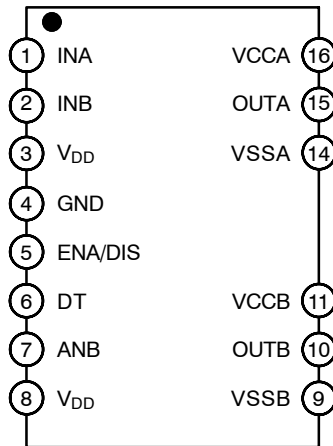 1 INA VCCA 16
2 INB OUTA 15
3 VDD VSSA 14
4 GND
5 ENA/DIS
6 DT VCCB 11
7 ANB OUTB 10
8 VDD VSSB 9